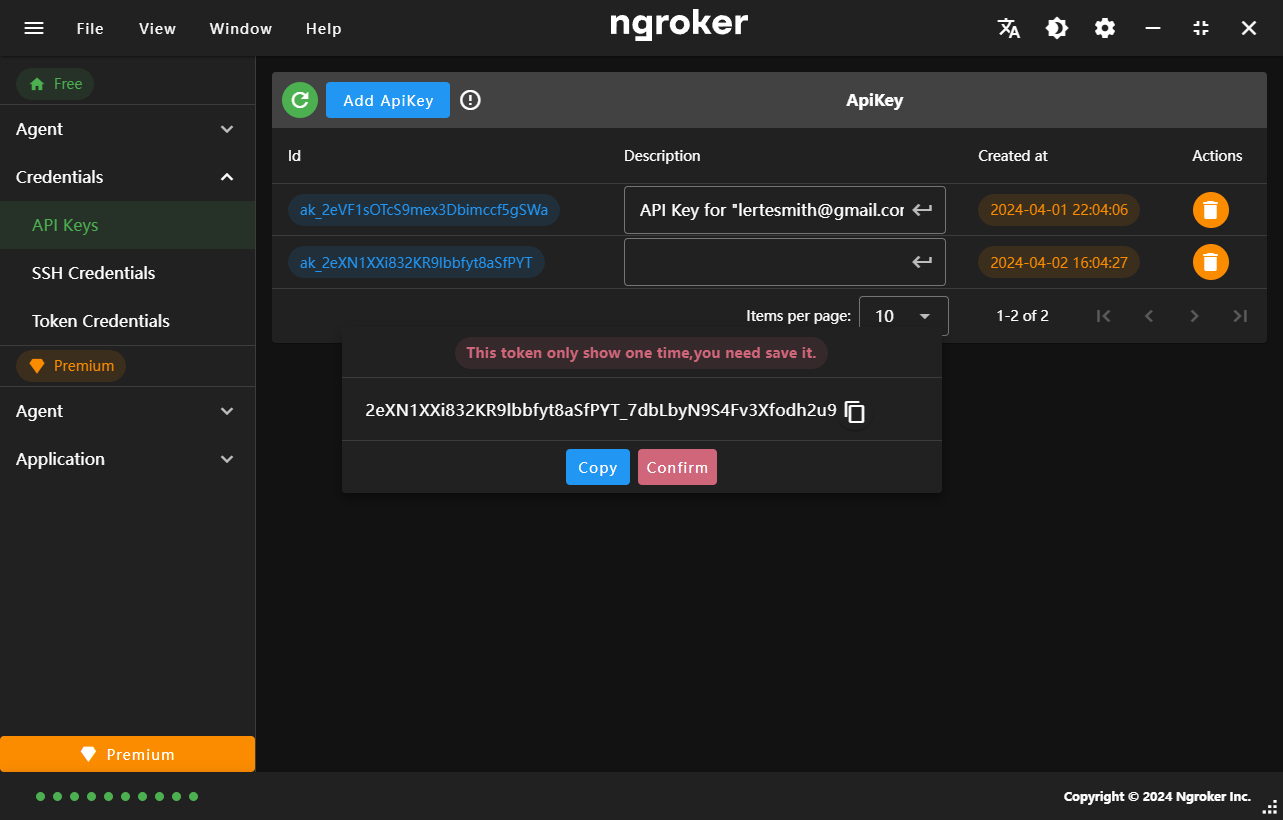 File View Window Help
ngroker
Free
Agent
Credentials
API Keys
SSH Credentials
Token Credentials
Premium
Agent
Application
Premium
Add ApiKey
ApiKey
Id Description Created at Actions
ak_2eVF1sOTcS9mex3Dbimccf5gSWa API Key for "lertesmith@gmail.cor 2024-04-01 22:04:06
ak_2eXN1XXi832KR9lbbfyt8aSfPYT 2024-04-02 16:04:27
Items per page: 10 1-2 of 2
This token only show one time,you need save it.
2eXN1XXi832KR9lbbfyt8aSfPYT_7dbLbyN9S4Fv3Xfodh2u9
Copy Confirm
Copyright © 2024 Ngroker Inc.